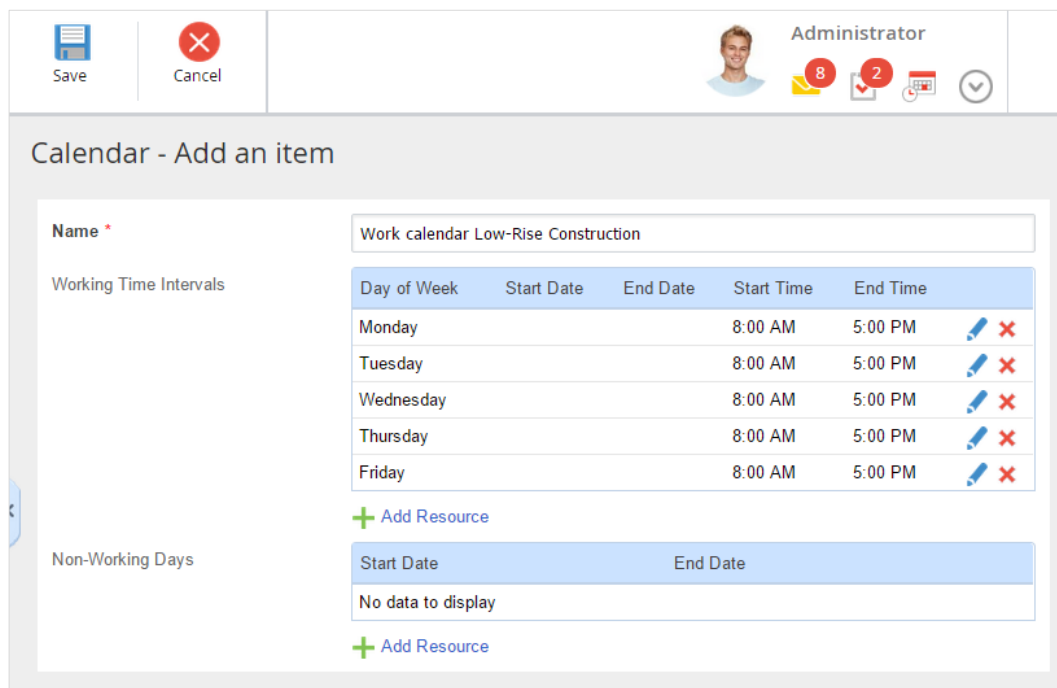 Save Cancel
Administrator
8 2
Calendar - Add an item
Name * Work calendar Low-Rise Construction
Working Time Intervals Day of Week Start Date End Date Start Time End Time
Monday 8:00 AM 5:00 PM
Tuesday 8:00 AM 5:00 PM
Wednesday 8:00 AM 5:00 PM
Thursday 8:00 AM 5:00 PM
Friday 8:00 AM 5:00 PM
Add Resource
Non-Working Days Start Date End Date
No data to display
Add Resource